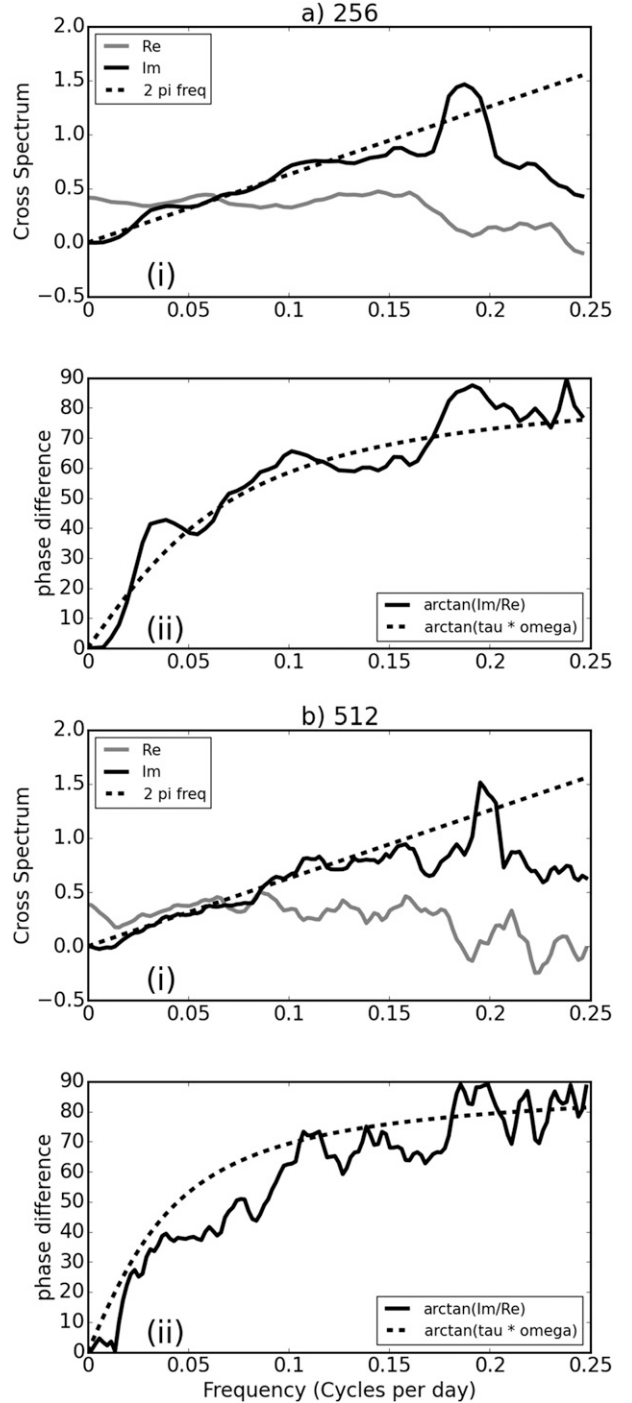 a) 256
Re
Im
2 pi freq
Cross Spectrum
2.0
1.5
1.0
0.5
0.0
−0.5
(i)
0 0.05 0.1 0.15 0.2 0.25
phase difference
90
80
70
60
50
40
30
20
10
0
(ii)
arctan(Im/Re)
arctan(tau * omega)
0 0.05 0.1 0.15 0.2 0.25
b) 512
Re
Im
2 pi freq
Cross Spectrum
2.0
1.5
1.0
0.5
0.0
−0.5
(i)
0 0.05 0.1 0.15 0.2 0.25
phase difference
90
80
70
60
50
40
30
20
10
0
(ii)
arctan(Im/Re)
arctan(tau * omega)
0 0.05 0.1 0.15 0.2 0.25
Frequency (Cycles per day)